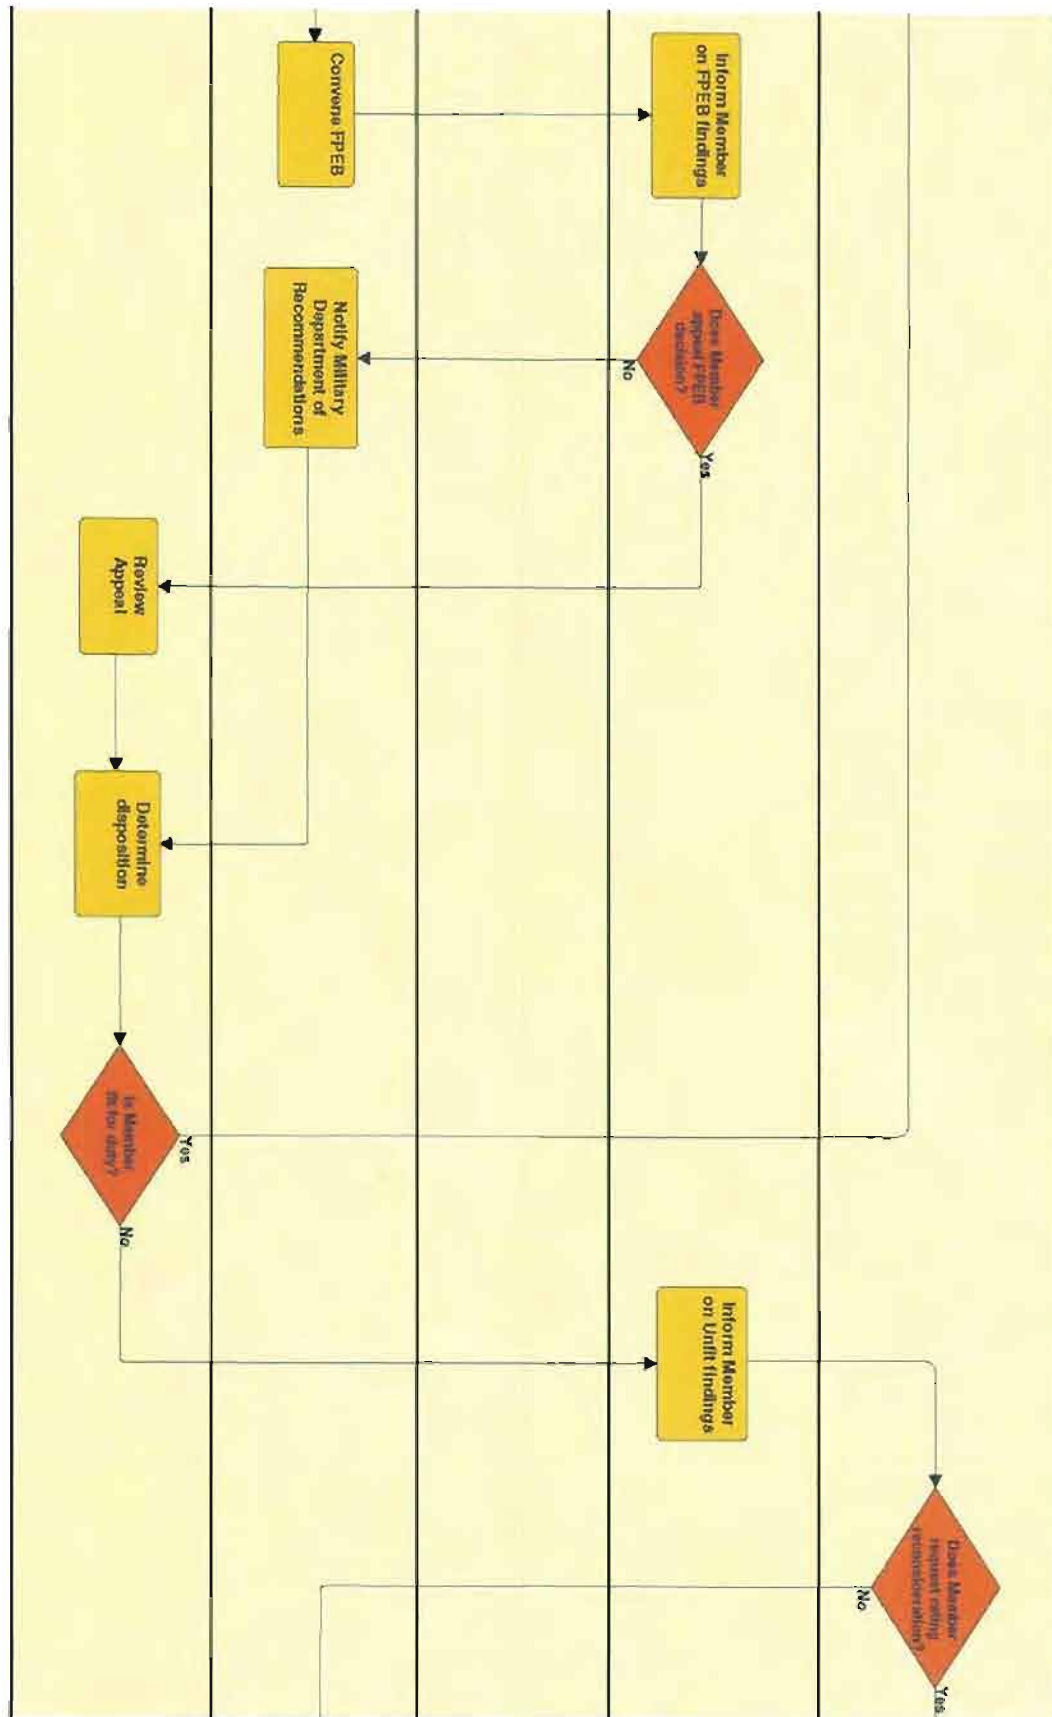 Convene FPEB
Inform Member
on FPEB findings
Does Member
appeal FPEB
decision?
No
Yes
Notify Military
Department of
Recommendations
Review
Appeal
Determine
disposition
Is Member
fit for duty?
Yes
No
Inform Member
on Unfit findings
Does Member
request rating
reconsideration?
No
Yes